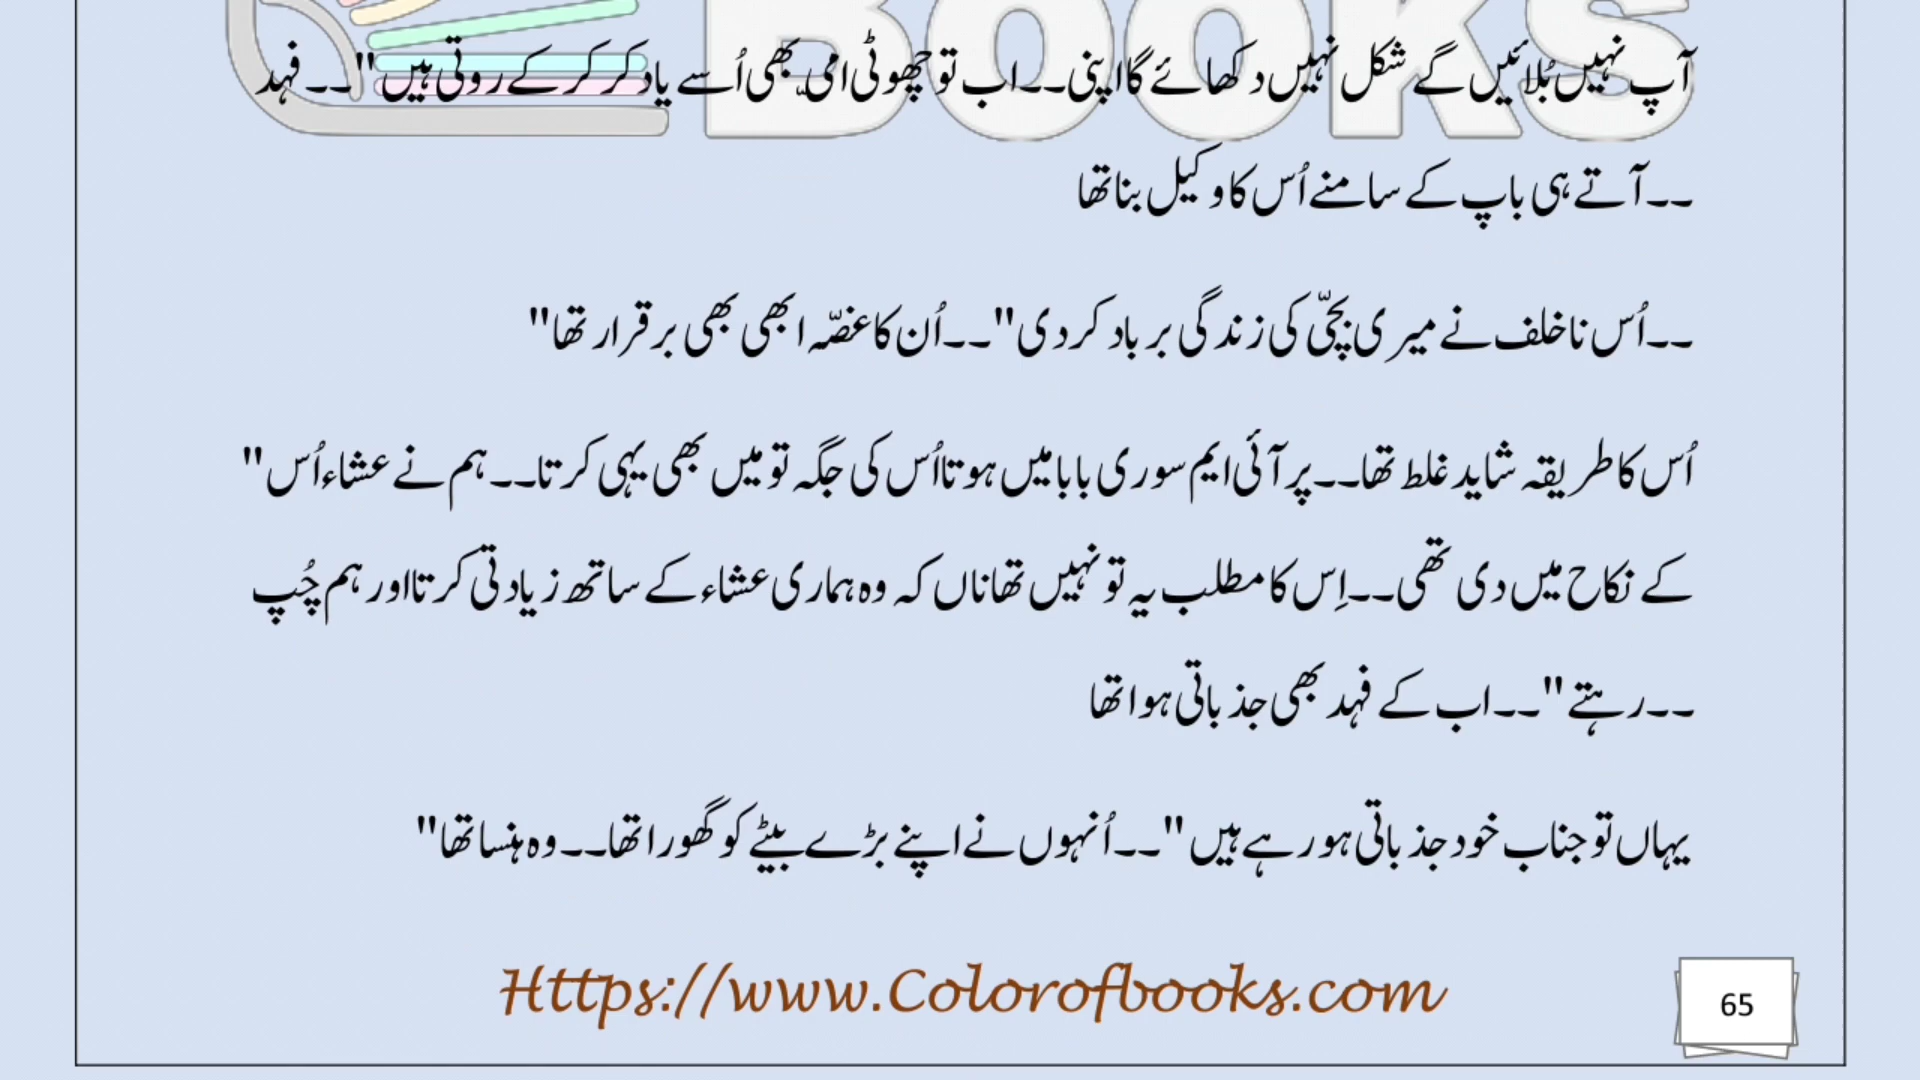 BOOKS
آپ نہیں بُلائیں گے شکل نہیں دکھائے گا اپنی۔۔اب تو چھوٹی امی بھی اُسے یاد کر کر کے روتی ہیں"۔۔فہد
۔۔آتے ہی باپ کے سامنے اُس کا وکیل بنا تھا
۔۔اُس ناخلف نے میری بچّی کی زندگی برباد کر دی"۔۔اُن کا غصّہ ابھی بھی برقرار تھا"
اُس کا طریقہ شاید غلط تھا۔۔پر آئی ایم سوری بابا میں ہوتا اُس کی جگہ تو میں بھی یہی کرتا۔۔ہم نے عشاء اُس"
کے نکاح میں دی تھی۔۔اِس کا مطلب یہ تو نہیں تھا ناں کہ وہ ہماری عشاء کے ساتھ زیادتی کرتا اور ہم چُپ
۔۔رہتے"۔۔اب کے فہد بھی جذباتی ہوا تھا
یہاں تو جناب خود جذباتی ہو رہے ہیں"۔۔اُنہوں نے اپنے بڑے بیٹے کو گھورا تھا۔۔وہ ہنسا تھا"
Https://www.Colorofbooks.com
65